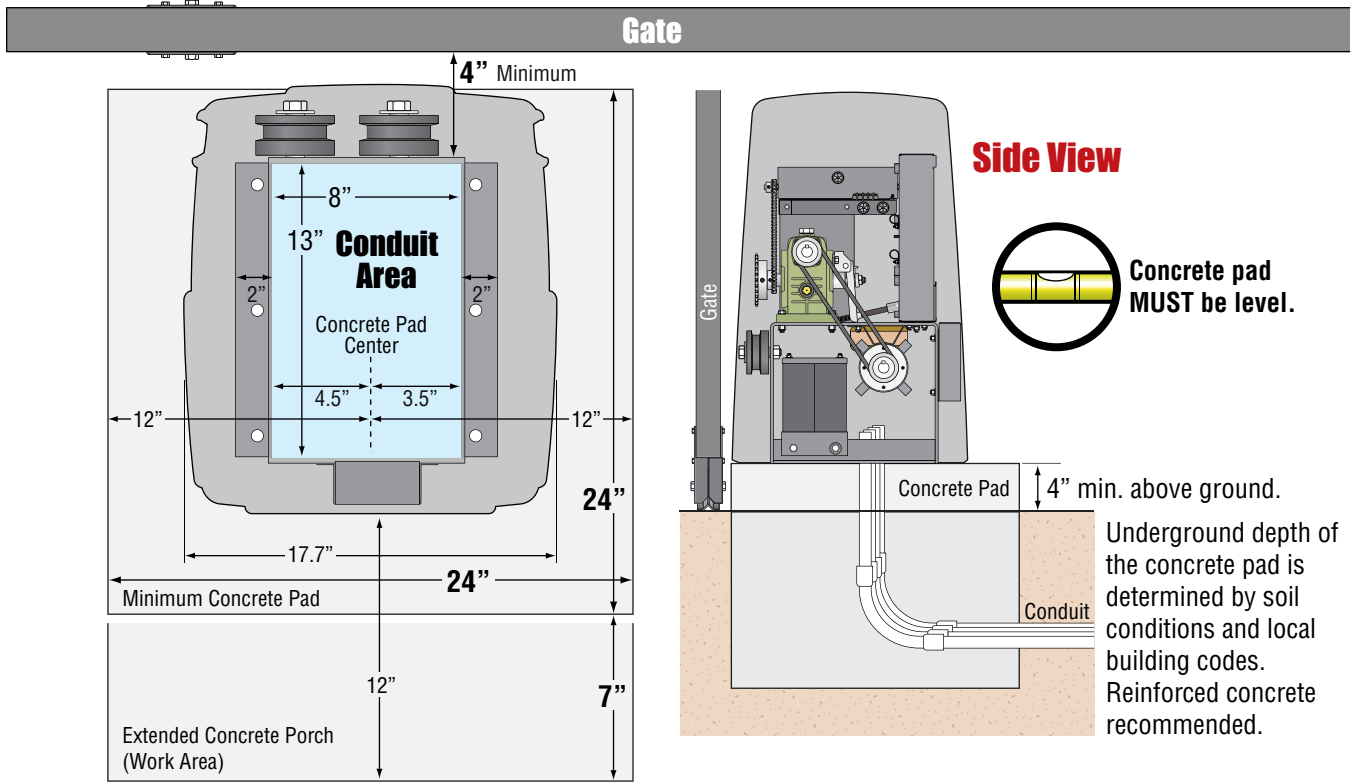 Gate
4” Minimum
8”
13”
Conduit
Area
2”
2”
Concrete Pad
Center
4.5”
3.5”
12”
12”
24”
17.7”
24”
Minimum Concrete Pad
12”
7”
Extended Concrete Porch
(Work Area)
Side View
Gate
Concrete pad
MUST be level.
Concrete Pad
4” min. above ground.
Conduit
Underground depth of
the concrete pad is
determined by soil
conditions and local
building codes.
Reinforced concrete
recommended.